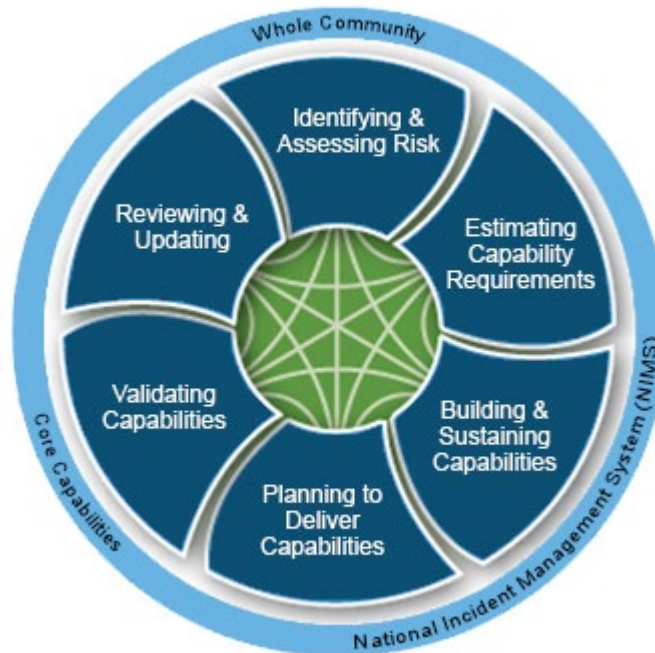 Whole Community
Identifying &
Assessing Risk
Estimating
Capability
Requirements
Building &
Sustaining
Capabilities
Planning to
Deliver
Capabilities
Validating
Capabilities
Reviewing &
Updating
National Incident Management System (NIMS)
Core Capabilities